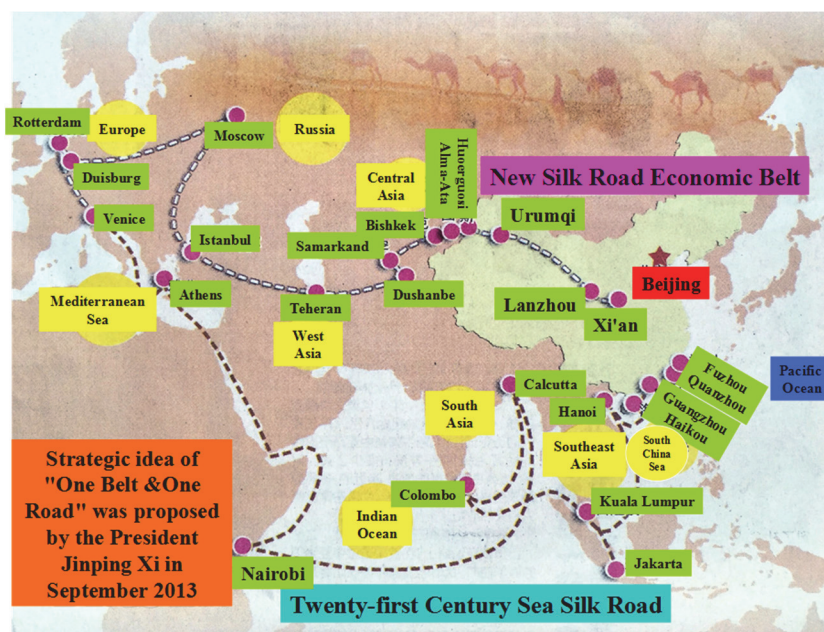 Rotterdam
Europe
Moscow
Russia
Duisburg
Venice
Central
Asia
Huoerguosi
Alma-Ata
New Silk Road Economic Belt
Bishkek
Urumqi
Samarkand
Istanbul
Athens
Mediterranean
Sea
Teheran
Dushanbe
Beijing
Lanzhou
Xi'an
West
Asia
Fuzhou
Quanzhou
Pacific
Ocean
Calcutta
Hanoi
Guangzhou
Haikou
South
Asia
Southeast
Asia
South
China
Sea
Strategic idea of
"One Belt &One
Road" was proposed
by the President
Jinping Xi in
September 2013
Colombo
Kuala Lumpur
Indian
Ocean
Nairobi
Jakarta
Twenty-first Century Sea Silk Road